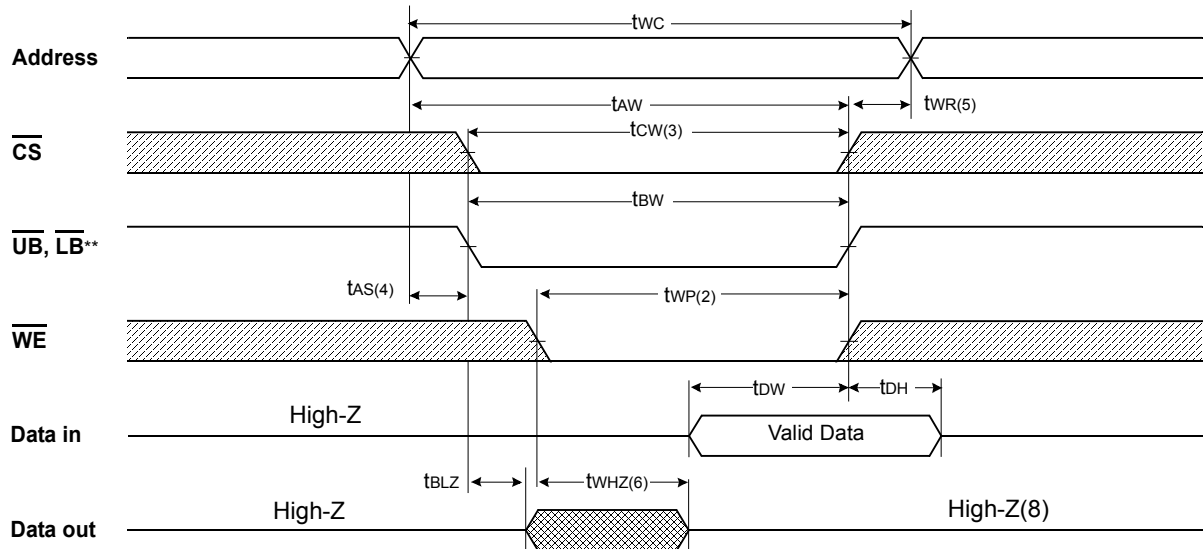 tWC
Address
tAW
tWR(5)
tCW(3)
CS
tBW
UB, LB**
tAS(4)
tWP(2)
WE
tDW
tDH
High-Z
Data in
Valid Data
tBLZ
tWHZ(6)
High-Z
High-Z(8)
Data out